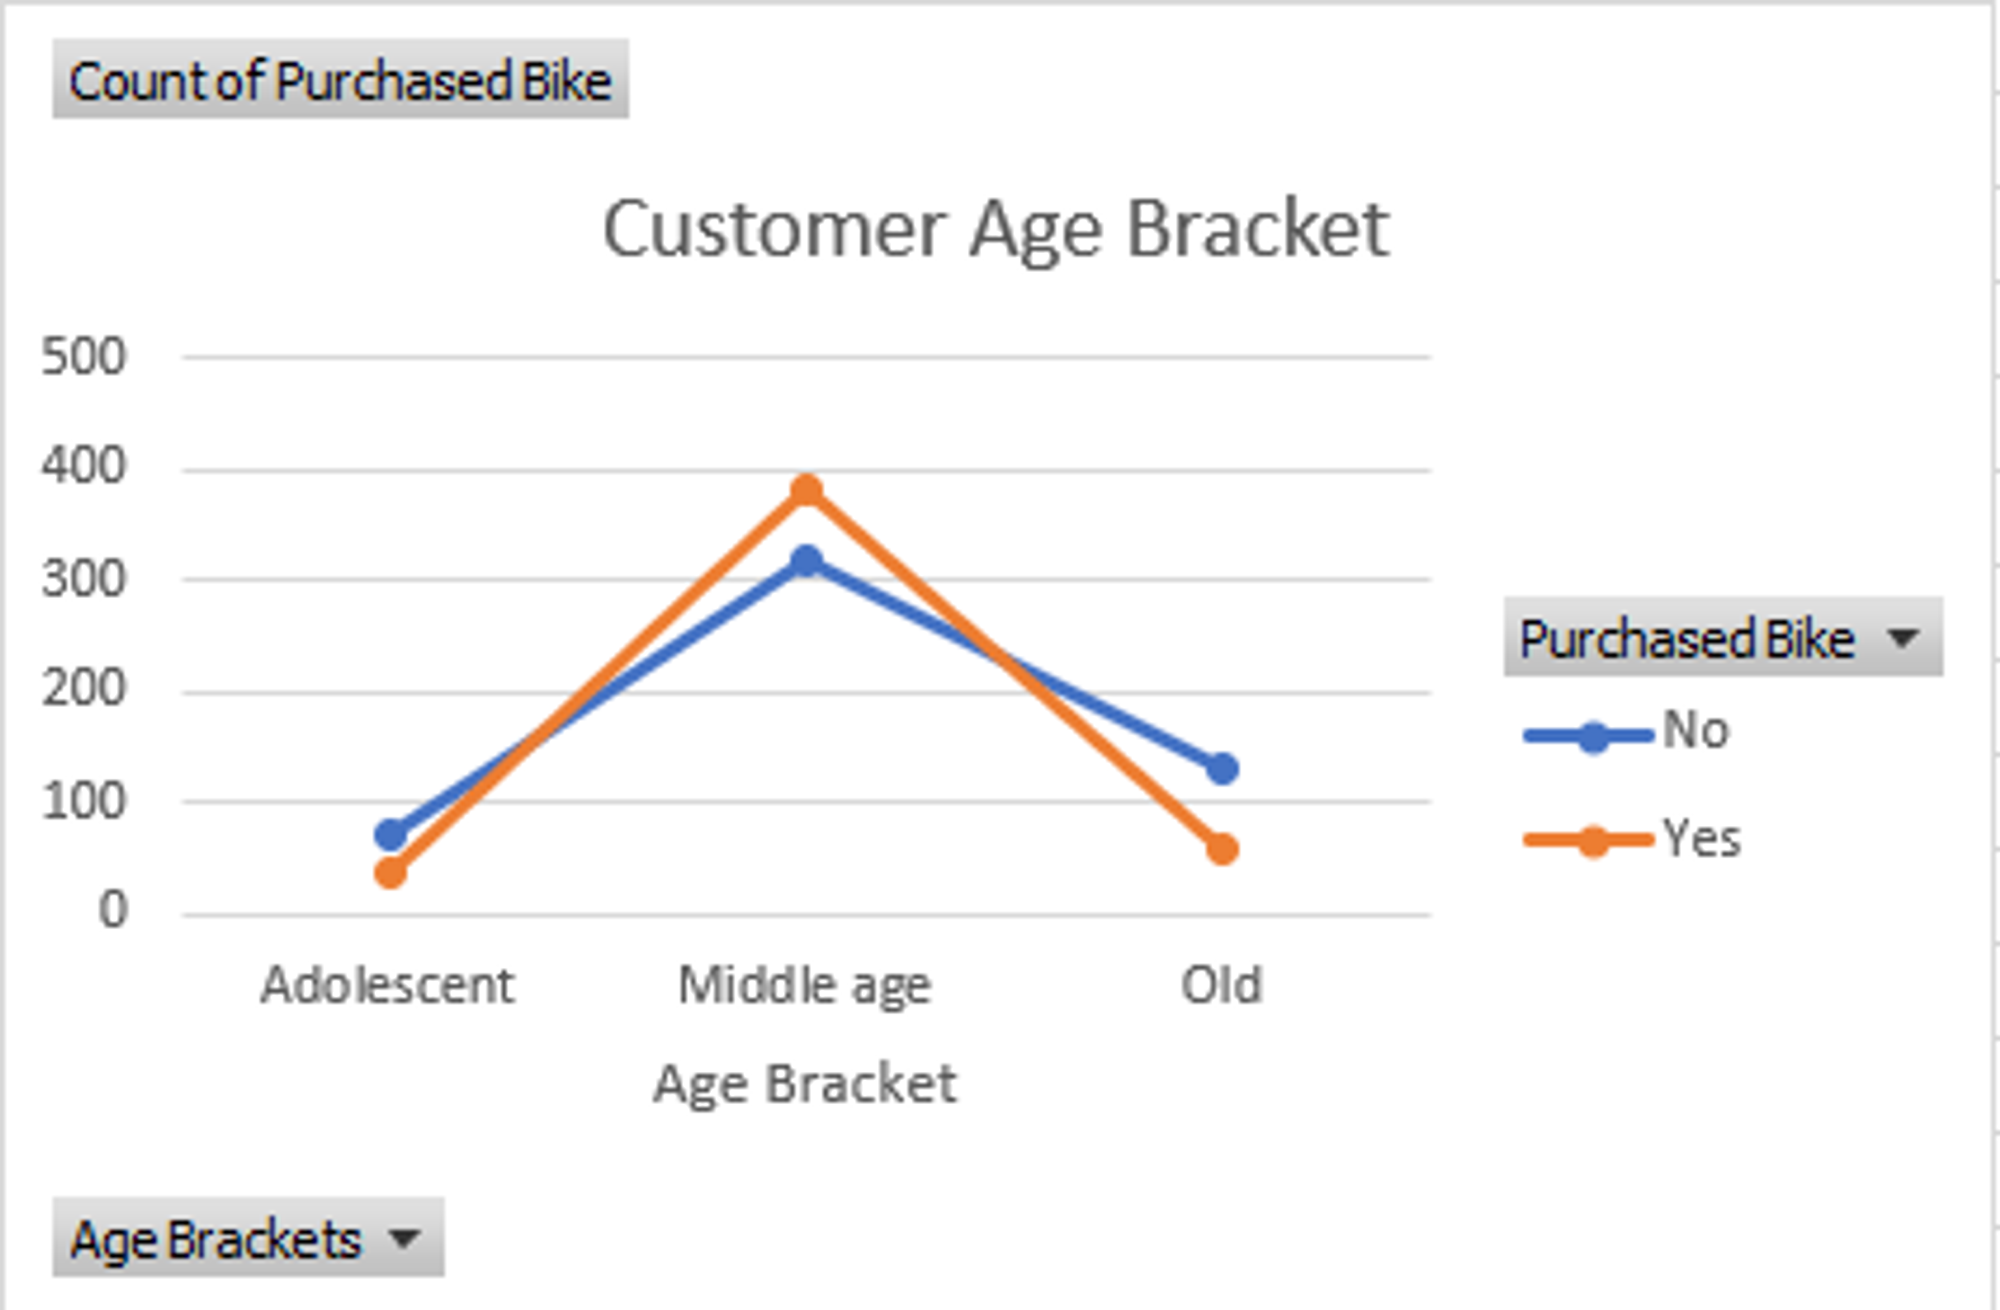 Count of Purchased Bike
Customer Age Bracket
500
400
300
200
100
0
Adolescent Middle age Old
Age Bracket
Purchased Bike
No
Yes
Age Brackets